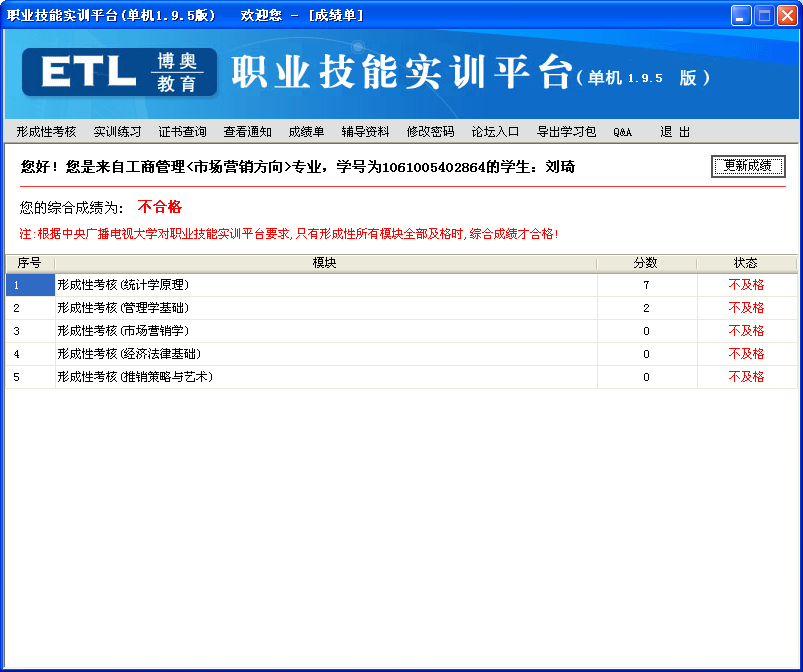 职业技能实训平台(单机1.9.5版)　欢迎您 - [成绩单]
ETL 博奥教育 职业技能实训平台(单机1.9.5 版)
形成性考核 实训练习 证书查询 查看通知 成绩单 辅导资料 修改密码 论坛入口 导出学习包 Q&A 退 出
您好！您是来自工商管理<市场营销方向>专业，学号为1061005402864的学生：刘琦 更新成绩
您的综合成绩为: 不合格
注:根据中央广播电视大学对职业技能实训平台要求,只有形成性所有模块全部及格时,综合成绩才合格!
序号 模块 分数 状态
1 形成性考核(统计学原理) 7 不及格
2 形成性考核(管理学基础) 2 不及格
3 形成性考核(市场营销学) 0 不及格
4 形成性考核(经济法律基础) 0 不及格
5 形成性考核(推销策略与艺术) 0 不及格